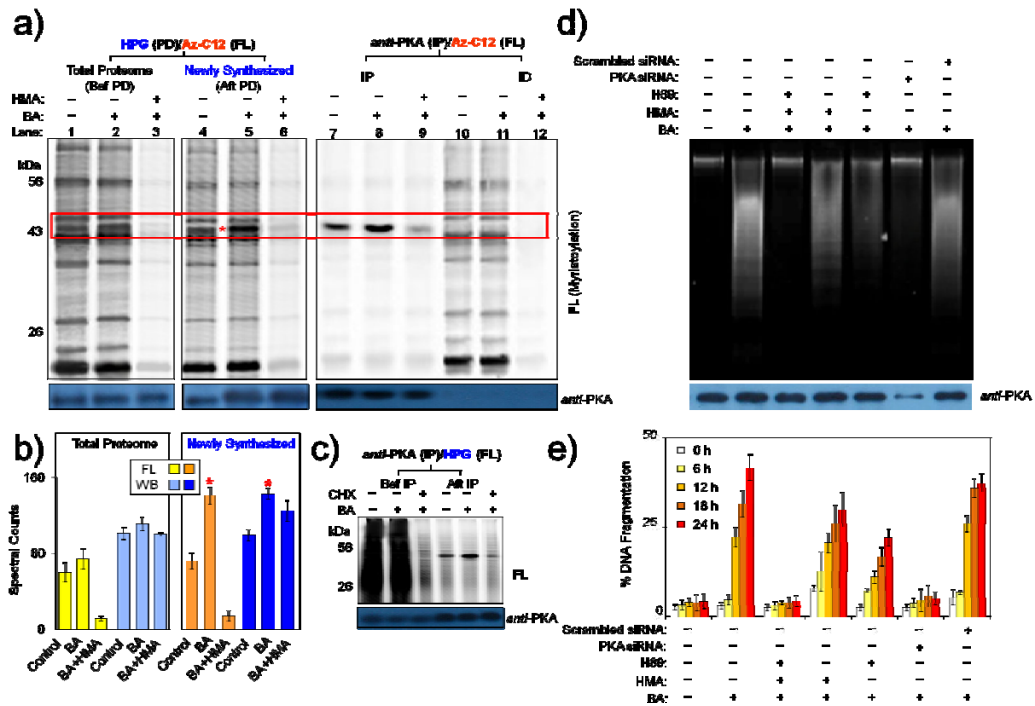 a)
HPG (PD)/Az-C12 (FL)
Total Proteome
(Bef PD)
Newly Synthesized
(Aft PD)
anti-PKA (IP)/Az-C12 (FL)
IP
ID
HMA: – – + – – + – – + – – +
BA: – + + – + + – + + – + +
Lane: 1 2 3 4 5 6 7 8 9 10 11 12
kDa
56
43
26
*
FL (Myristoylation)
anti-PKA
b)
Total Proteome
Newly Synthesized
FL
WB
Spectral Counts
160
80
0
* *
Control BA BA+HMA Control BA BA+HMA Control BA BA+HMA Control BA BA+HMA
c)
anti-PKA (IP)/HPG (FL)
Bef IP
Aft IP
CHX – – + – – +
BA – + + – + +
56
26
FL
anti-PKA
d)
Scrambled siRNA: – – – – – – +
PKAsiRNA: – – – – – + –
H89: – – + – + – –
HMA: – – + + – – –
BA: – + + + + + +
anti-PKA
e)
% DNA Fragmentation
50
25
0
0 h
6 h
12 h
18 h
24 h
Scrambled siRNA: – – – – – – +
PKAsiRNA: – – – – – + –
H89: – – + – + – –
HMA: – – + + – – –
BA: – + + + + + +